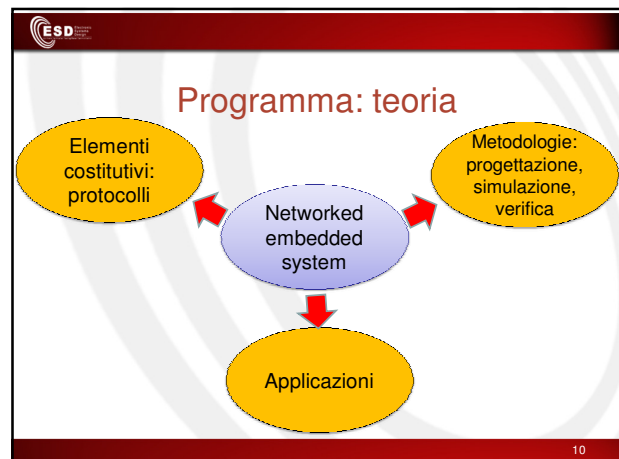 ESD
Programma: teoria
Elementi
costitutivi:
protocolli
Metodologie:
progettazione,
simulazione,
verifica
Networked
embedded
system
Applicazioni
10